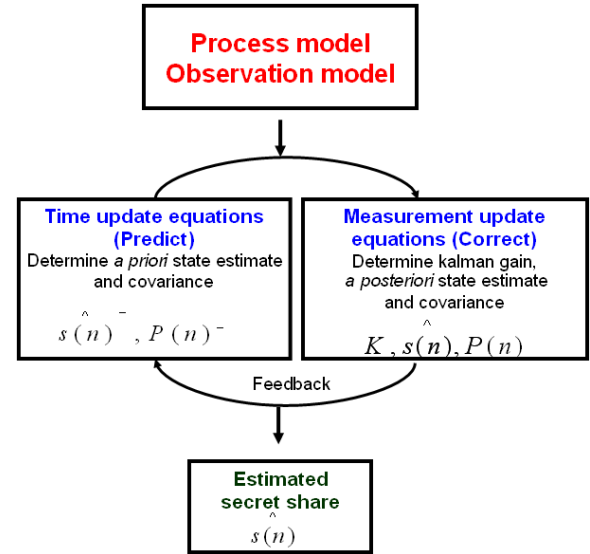 Process model
Observation model
Time update equations
(Predict)
Determine a priori state estimate
and covariance
ŝ(n)⁻ , P(n)⁻
Measurement update
equations (Correct)
Determine kalman gain,
a posteriori state estimate
and covariance
K , ŝ(n), P(n)
Feedback
Estimated
secret share
ŝ(n)